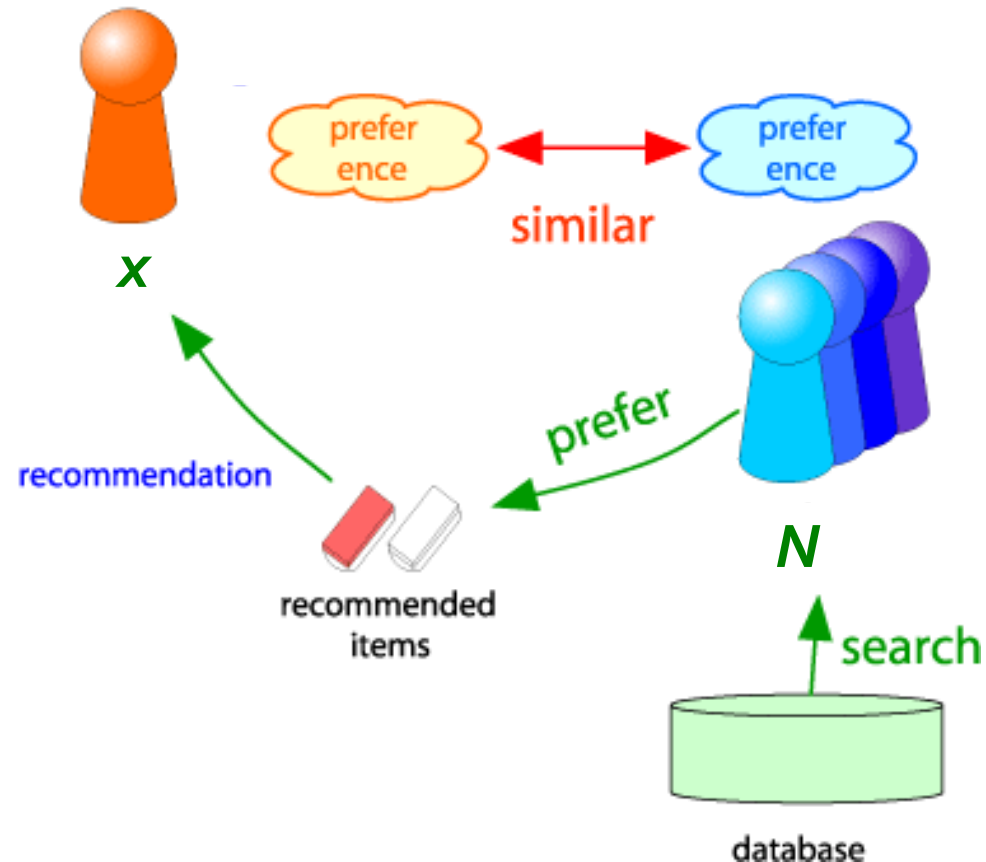 prefer
ence
prefer
ence
similar
x
prefer
recommendation
N
recommended
items
search
database